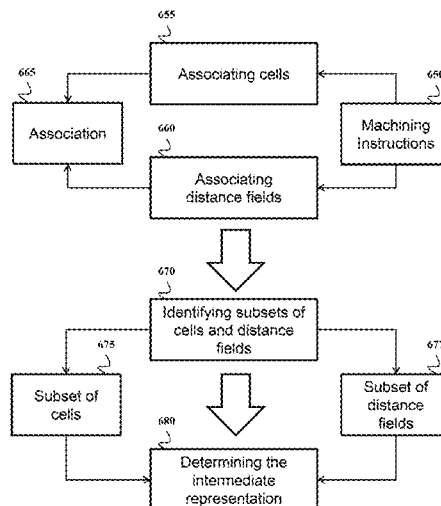 655
Associating cells
665
Association
650
Machining
Instructions
660
Associating
distance fields
670
Identifying subsets of
cells and distance
fields
675
Subset of
cells
677
Subset of
distance
fields
680
Determining the
intermediate
representation